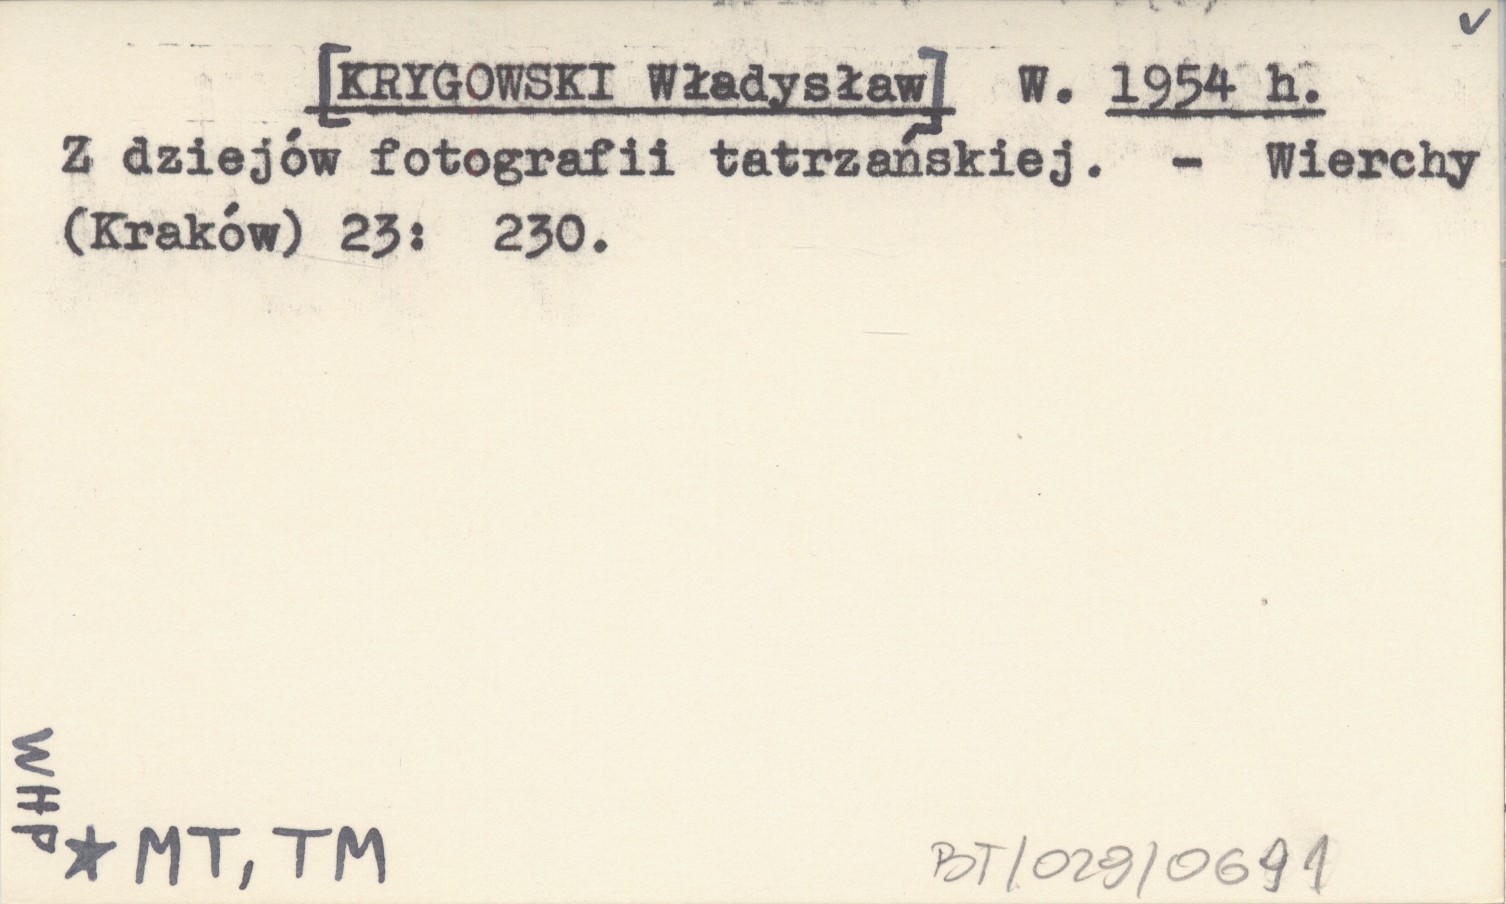 [KRYGOWSKI Władysław] W. 1954 h.
Z dziejów fotografii tatrzańskiej. - Wierchy
(Kraków) 23: 230.
WHP
★ MT, TM
BT/029/0691